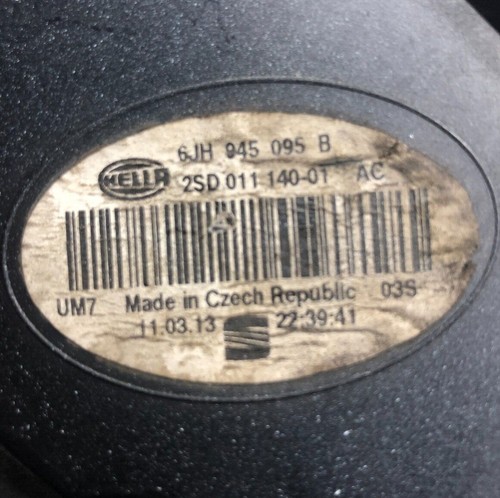 6JH 945 095 B
HELLA 2SD 011 140-01 AC
UM7 Made in Czech Republic 03S
11.03.13 22:39:41